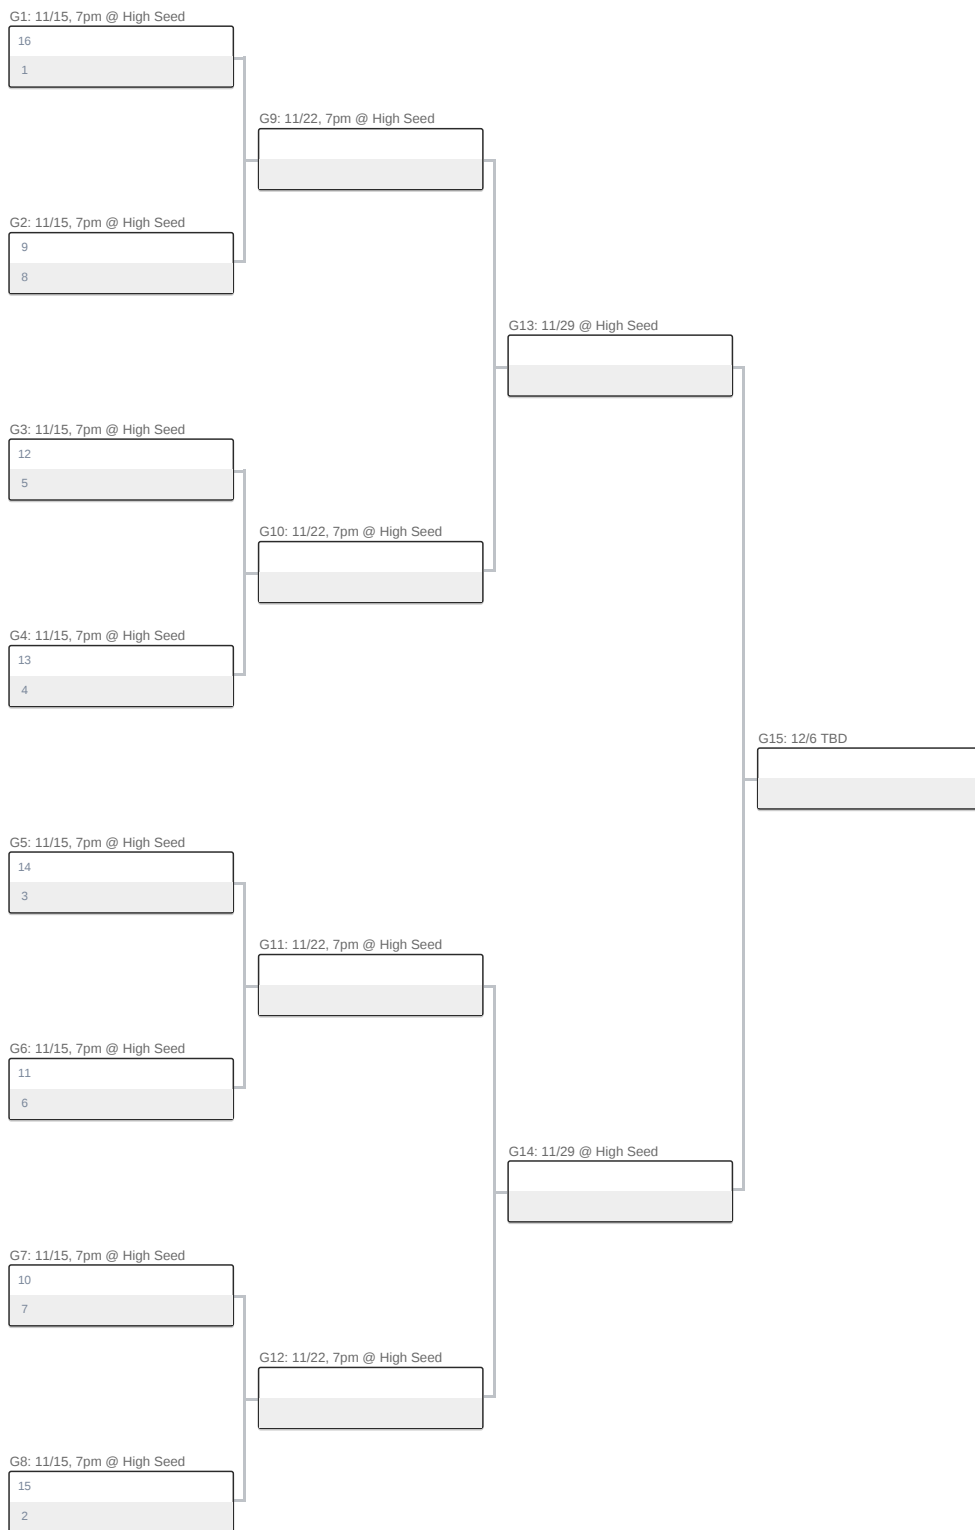 G1: 11/15, 7pm @ High Seed
16
1
G9: 11/22, 7pm @ High Seed
G2: 11/15, 7pm @ High Seed
9
8
G13: 11/29 @ High Seed
G3: 11/15, 7pm @ High Seed
12
5
G10: 11/22, 7pm @ High Seed
G4: 11/15, 7pm @ High Seed
13
4
G15: 12/6 TBD
G5: 11/15, 7pm @ High Seed
14
3
G11: 11/22, 7pm @ High Seed
G6: 11/15, 7pm @ High Seed
11
6
G14: 11/29 @ High Seed
G7: 11/15, 7pm @ High Seed
10
7
G12: 11/22, 7pm @ High Seed
G8: 11/15, 7pm @ High Seed
15
2